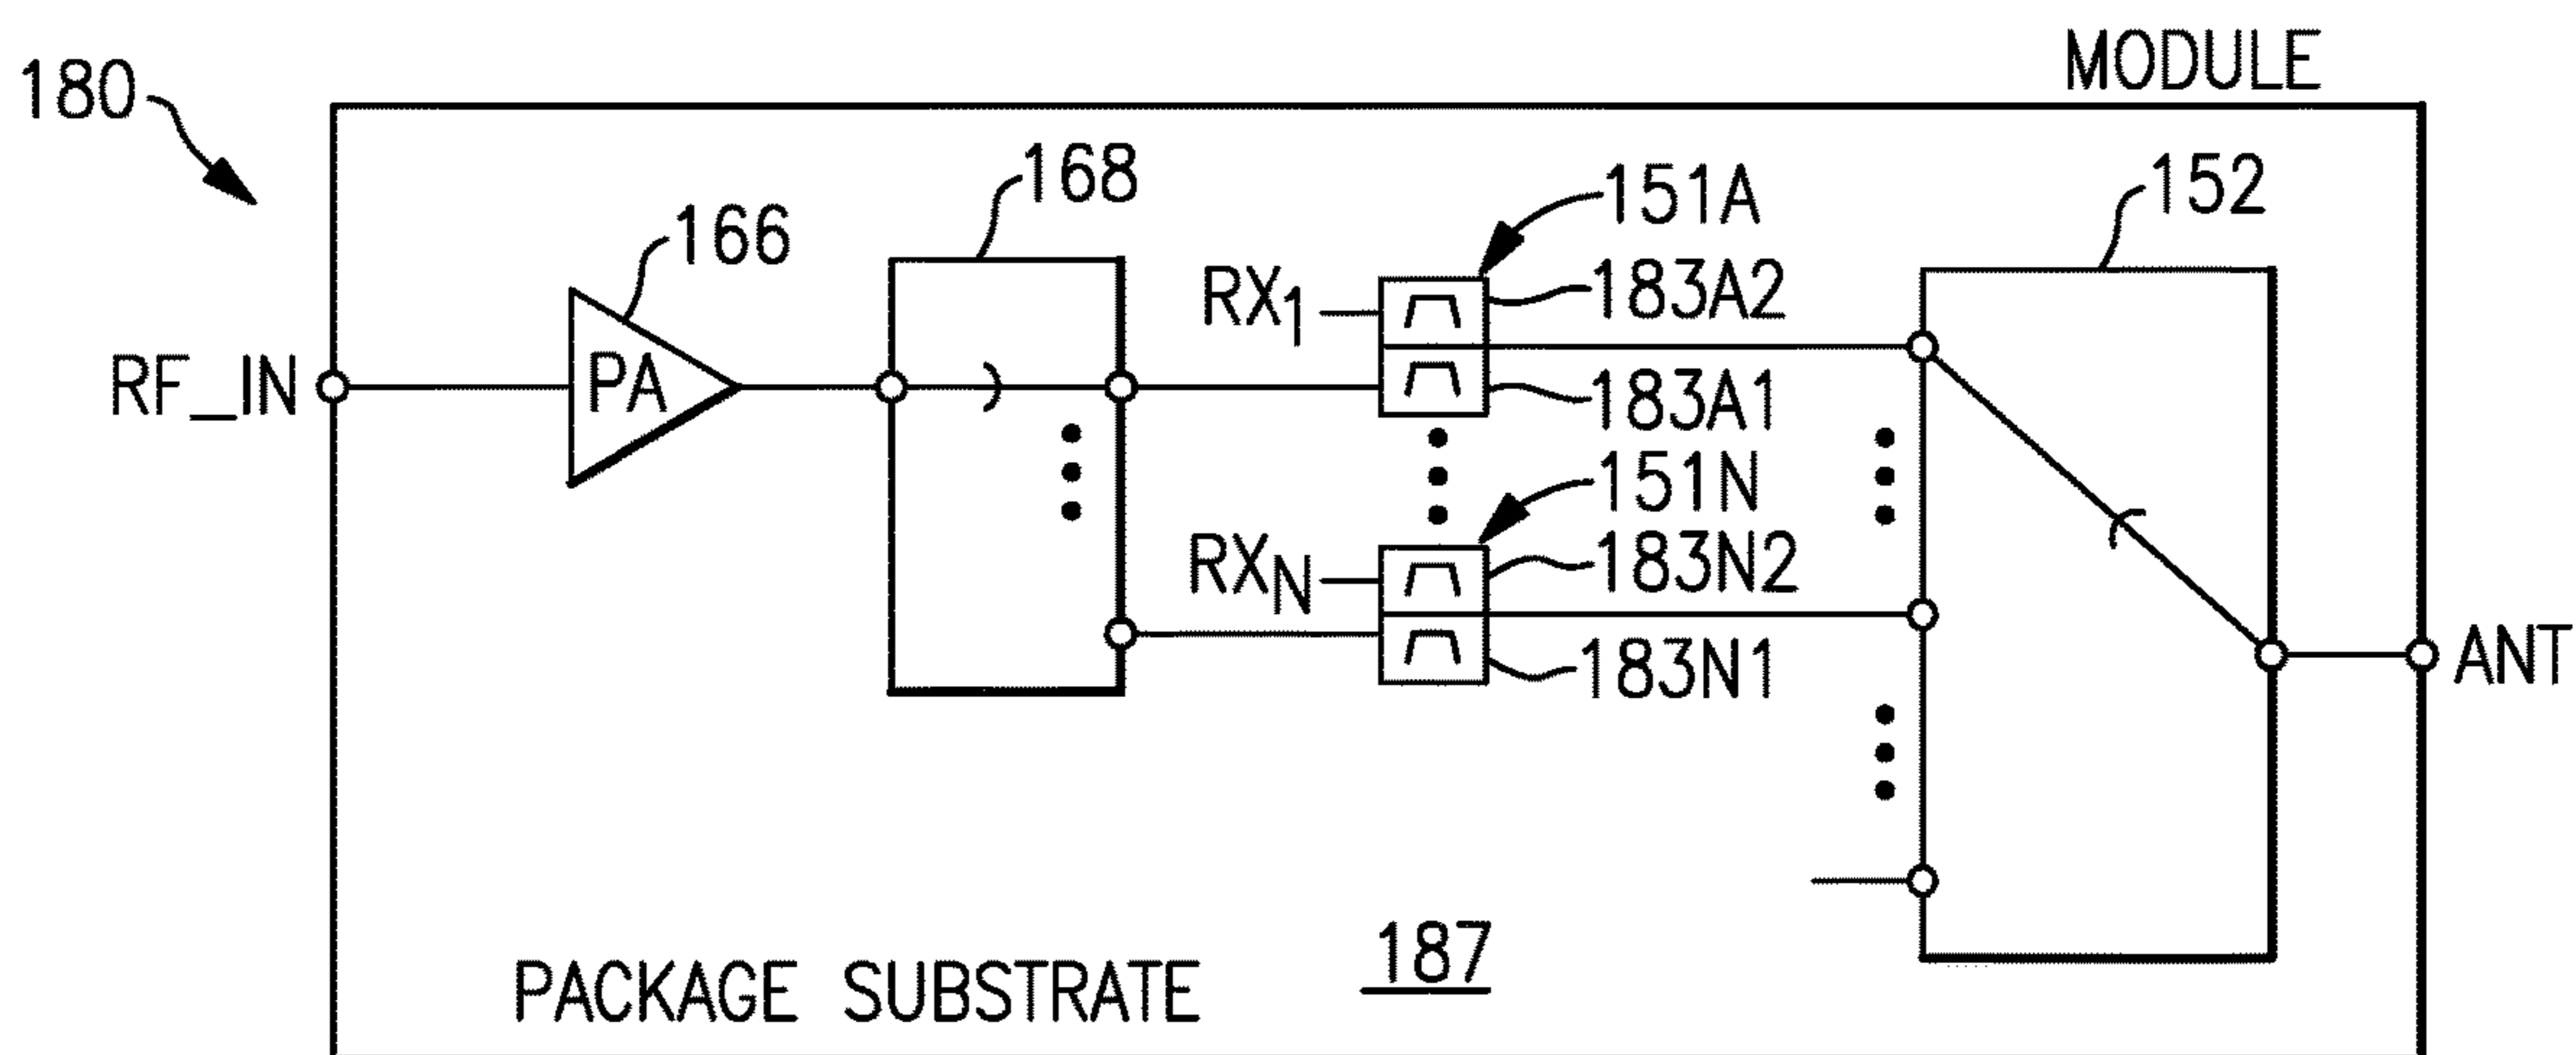 MODULE
180
168
166
151A
152
RX1
183A2
RF_IN
PA
183A1
151N
RXN
183N2
183N1
ANT
187
PACKAGE SUBSTRATE